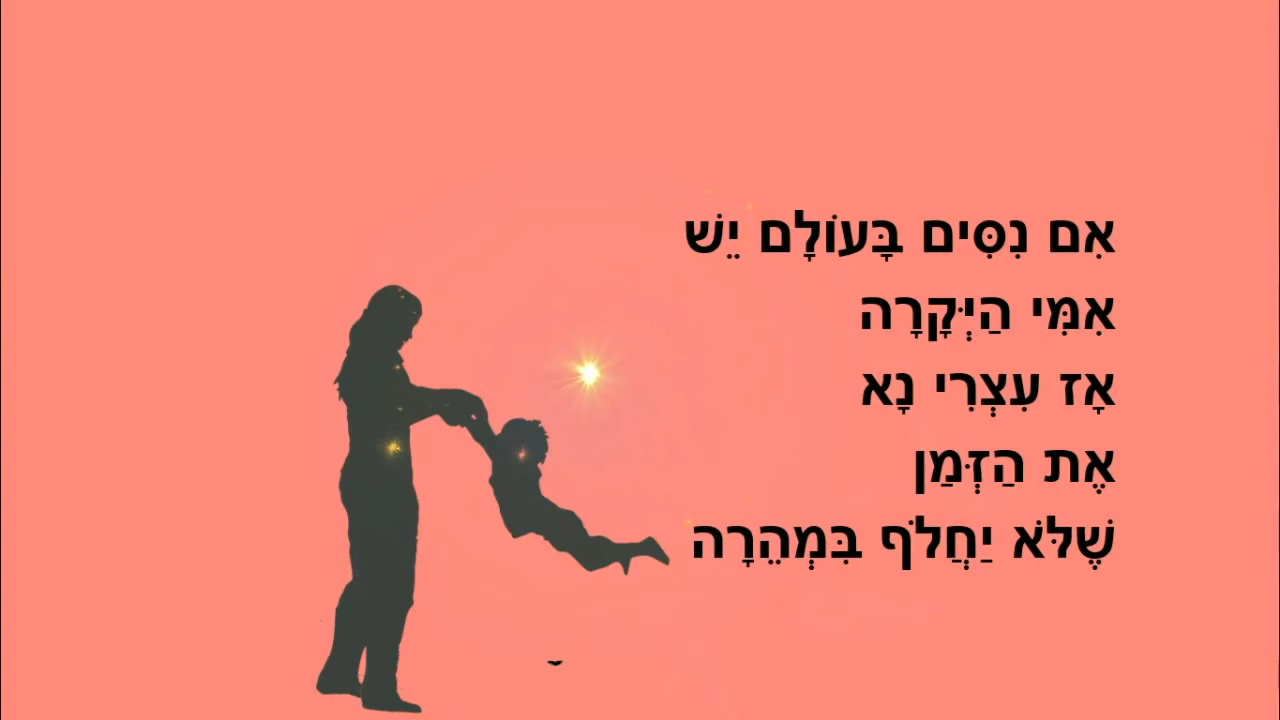 אִם נִסִּים בָּעוֹלָם יֵשׁ
אִמִּי הַיְּקָרָה
אָז עִצְרִי נָא
אֶת הַזְּמַן
שֶׁלֹּא יַחֲלֹף בִּמְהֵרָה